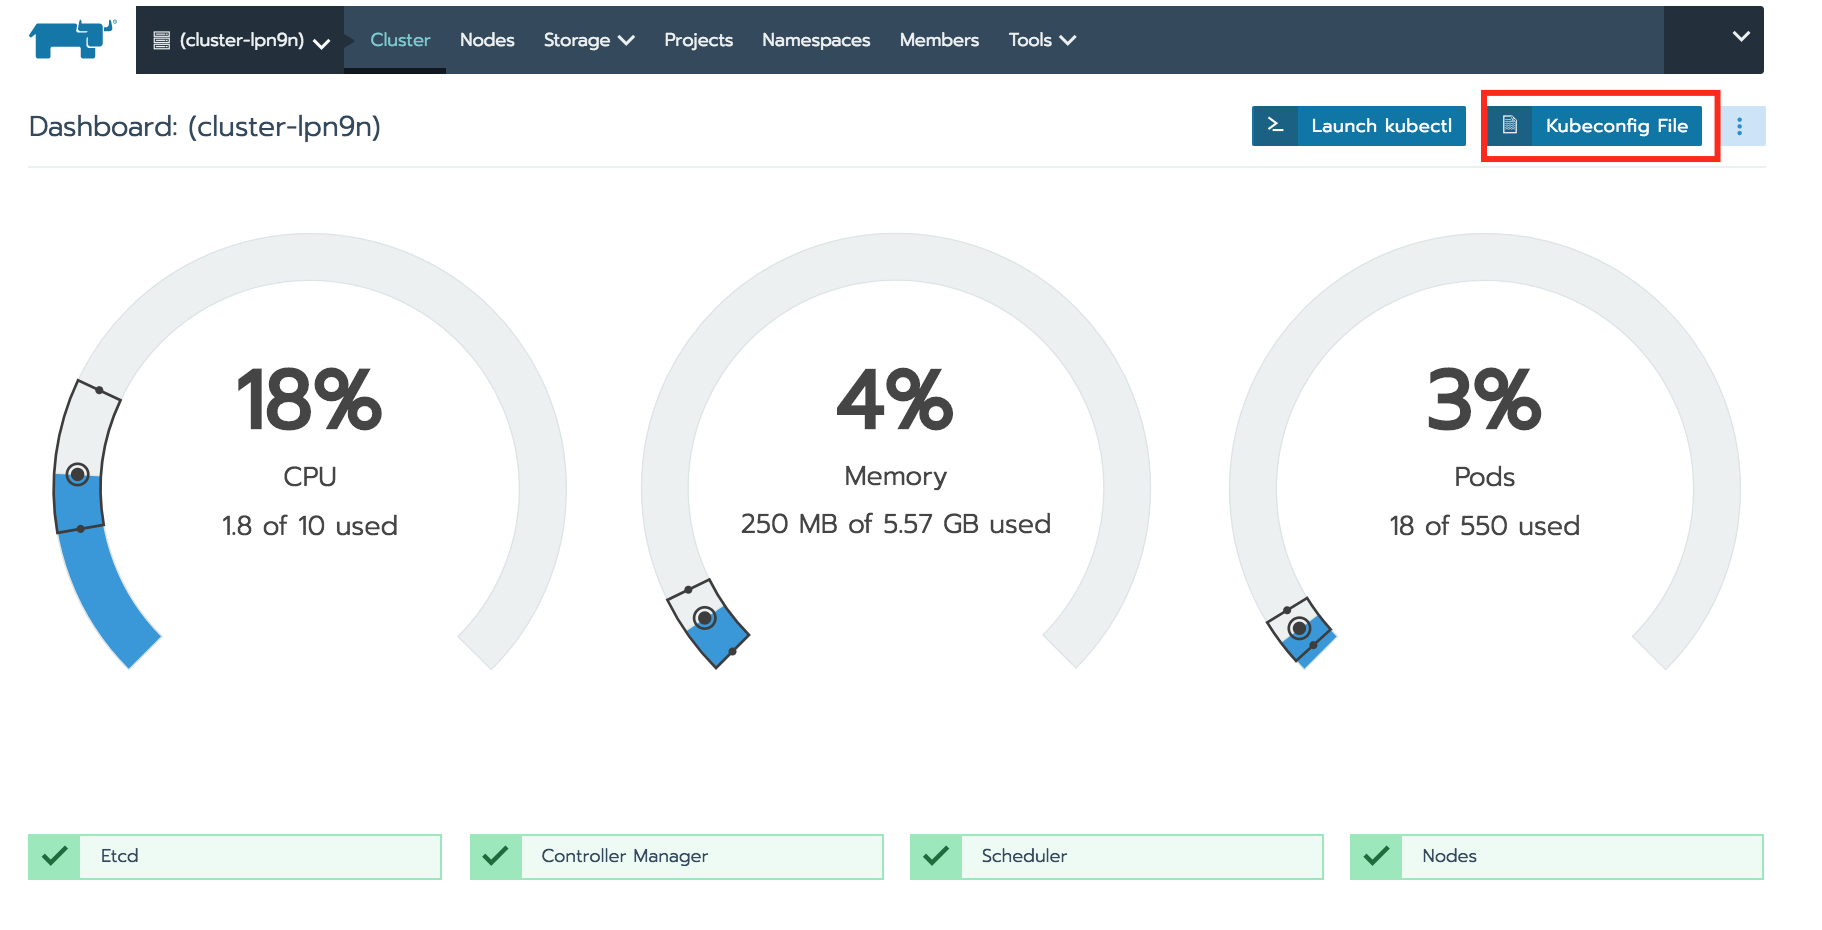 (cluster-lpn9n) Cluster Nodes Storage Projects Namespaces Members Tools
Dashboard: (cluster-lpn9n) Launch kubectl Kubeconfig File
18%
CPU
1.8 of 10 used
4%
Memory
250 MB of 5.57 GB used
3%
Pods
18 of 550 used
Etcd Controller Manager Scheduler Nodes